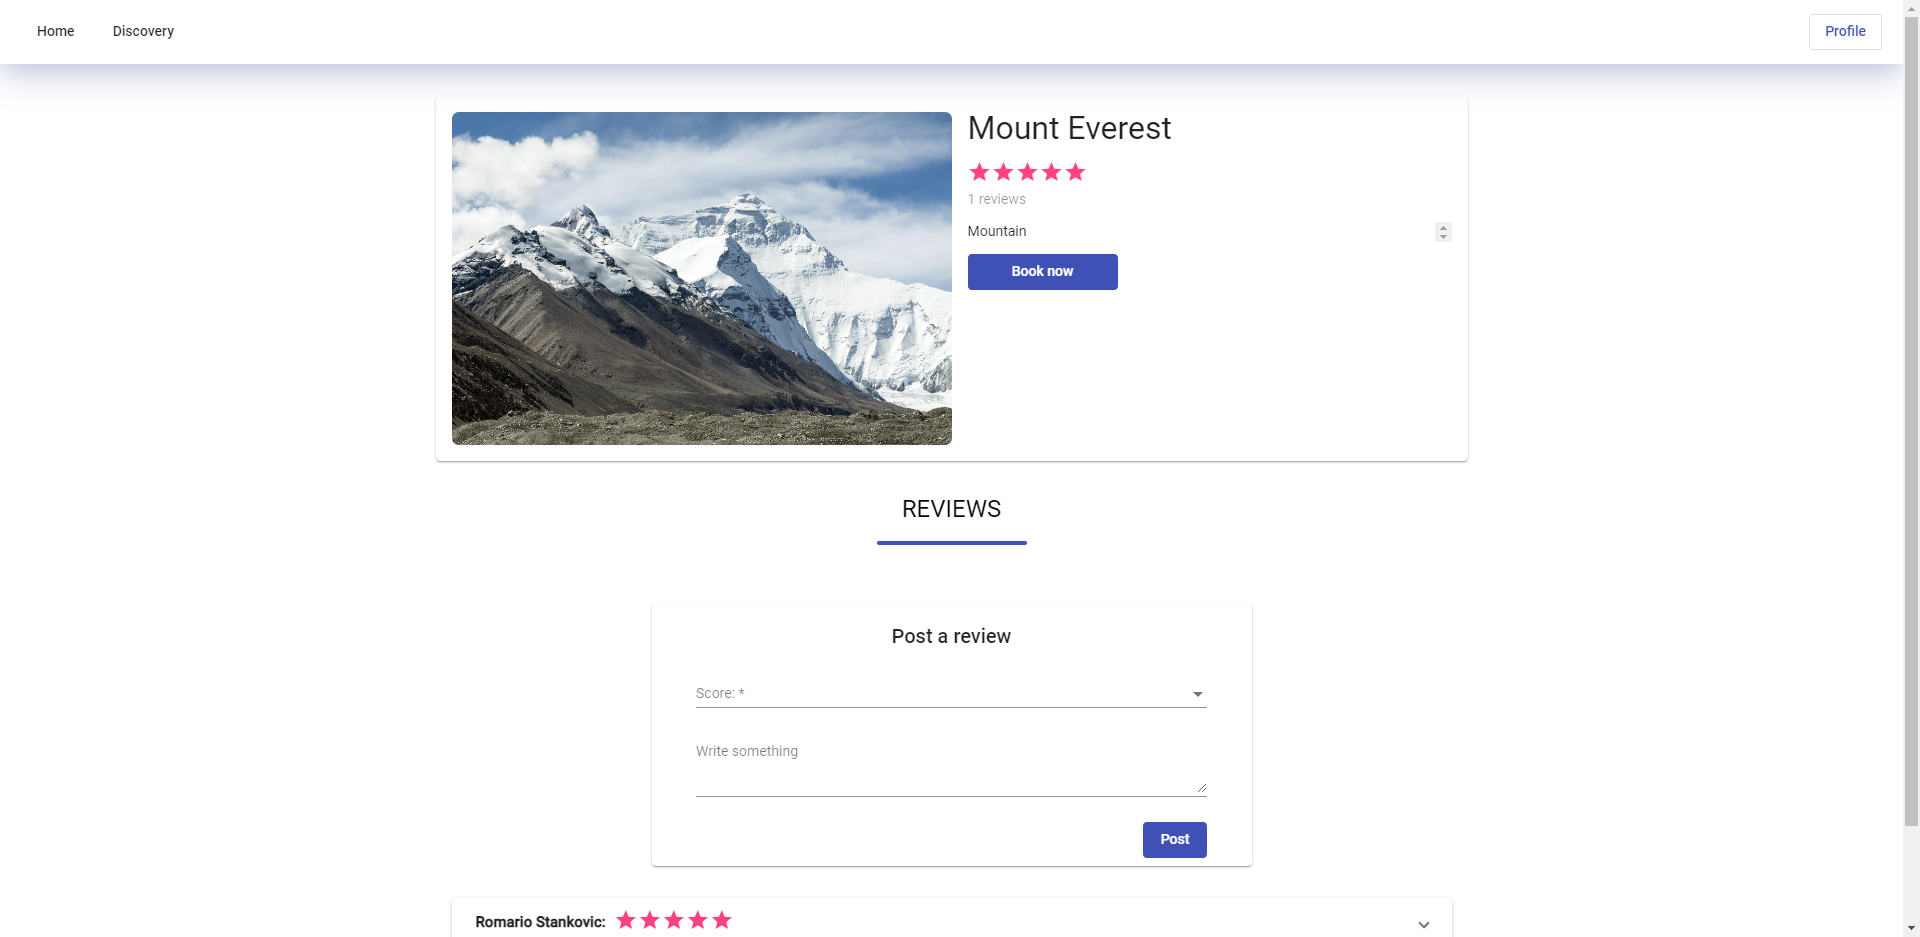 Home Discovery Profile
Mount Everest
1 reviews
Mountain
Book now
REVIEWS
Post a review
Score: *
Write something
Post
Romario Stankovic: